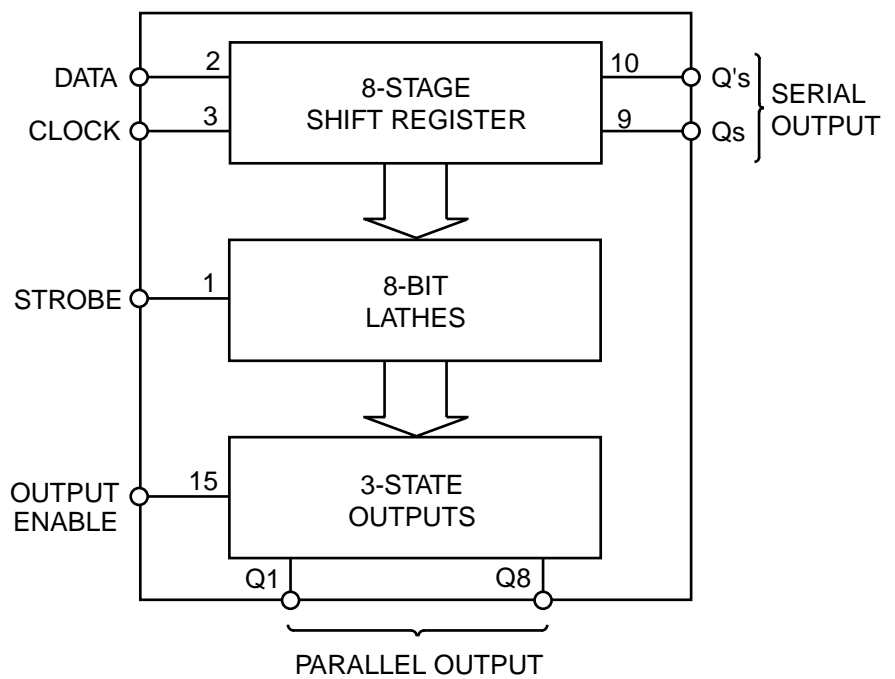 DATA
2
8-STAGE
SHIFT REGISTER
10
Q's
CLOCK
3
9
Qs
SERIAL
OUTPUT
STROBE
1
8-BIT
LATHES
OUTPUT
ENABLE
15
3-STATE
OUTPUTS
Q1
Q8
PARALLEL OUTPUT